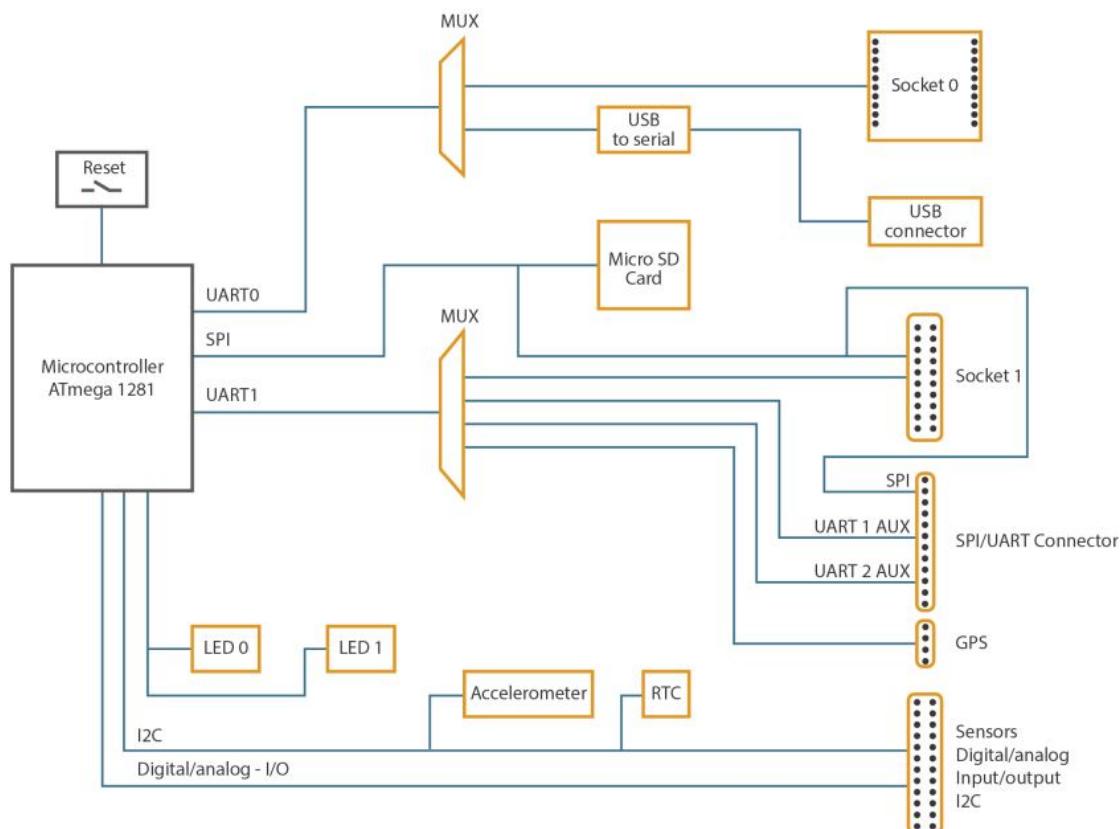 MUX
Socket 0
USB
to serial
Reset
USB
connector
Micro SD
Card
UART0
MUX
SPI
Microcontroller
ATmega 1281
Socket 1
UART1
SPI
UART 1 AUX
SPI/UART Connector
UART 2 AUX
LED 0
LED 1
GPS
Accelerometer
RTC
I2C
Sensors
Digital/analog
Input/output
I2C
Digital/analog - I/O